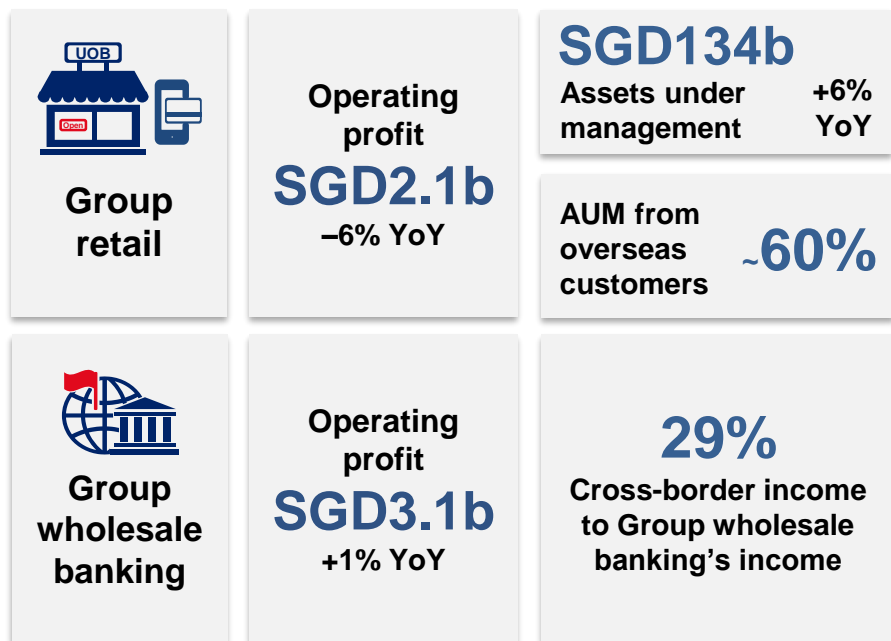 UOB
Open
Group
retail
Operating
profit
SGD2.1b
–6% YoY
SGD134b
Assets under
management
+6%
YoY
AUM from
overseas
customers
~60%
Group
wholesale
banking
Operating
profit
SGD3.1b
+1% YoY
29%
Cross-border income
to Group wholesale
banking's income